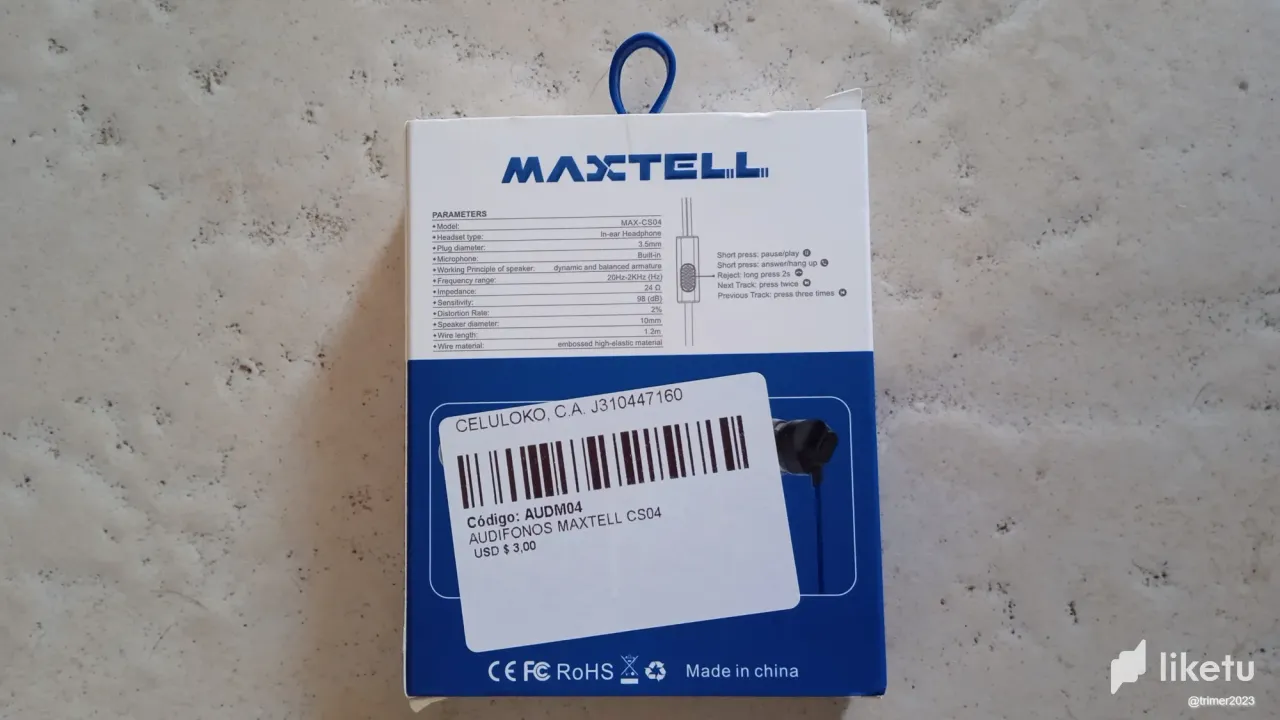 MAXTELL
PARAMETERS
•Model: MAX-CS04
•Headset type: In-ear Headphone
•Plug diameter: 3.5mm
•Microphone: Built-in
•Working Principle of speaker: dynamic and balanced armature
•Frequency range: 20Hz-2KHz (Hz)
•Impedance: 24 Ω
•Sensitivity: 98 (dB)
•Distortion Rate: 2%
•Speaker diameter: 10mm
•Wire length: 1.2m
•Wire material: embossed high-elastic material
Short press: pause/play
Short press: answer/hang up
Reject: long press 2s
Next Track: press twice
Previous Track: press three times
CELULOKO, C.A. J310447160
Código: AUDM04
AUDIFONOS MAXTELL CS04
USD $ 3,00
CE FC RoHS Made in china
liketu
@trimer2023